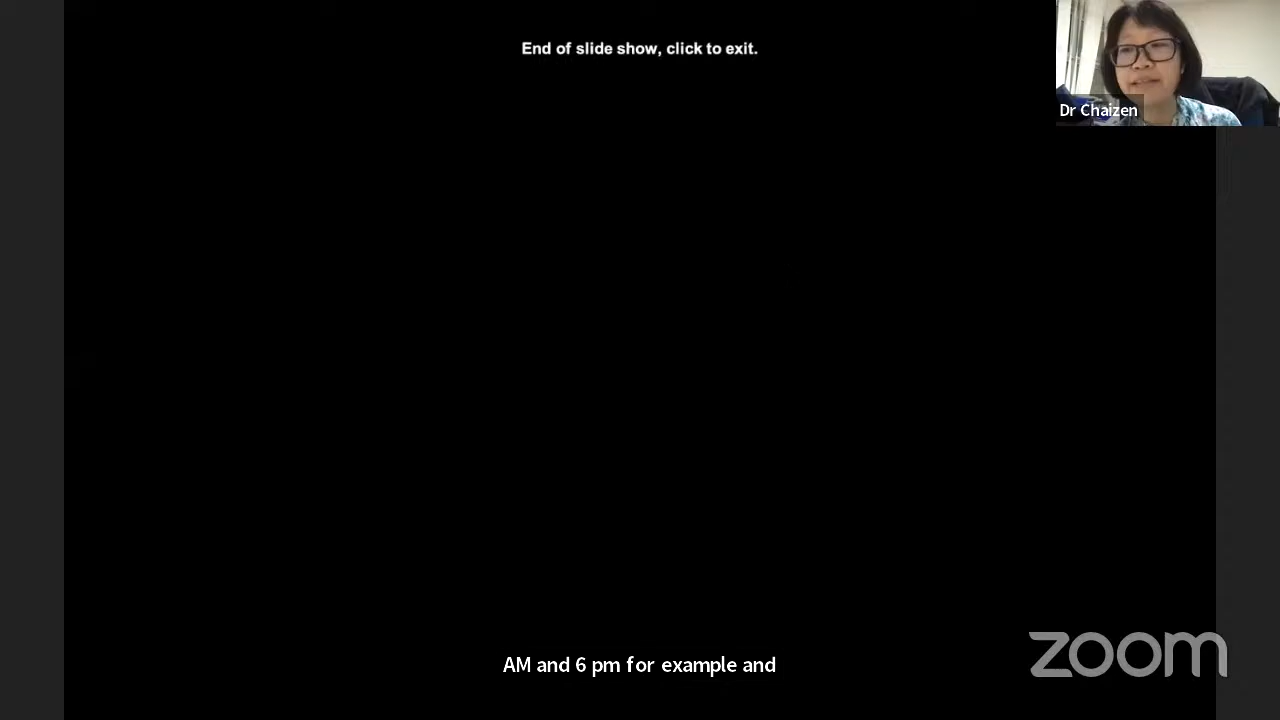 End of slide show, click to exit.
Dr Chaizen
AM and 6 pm for example and
zoom